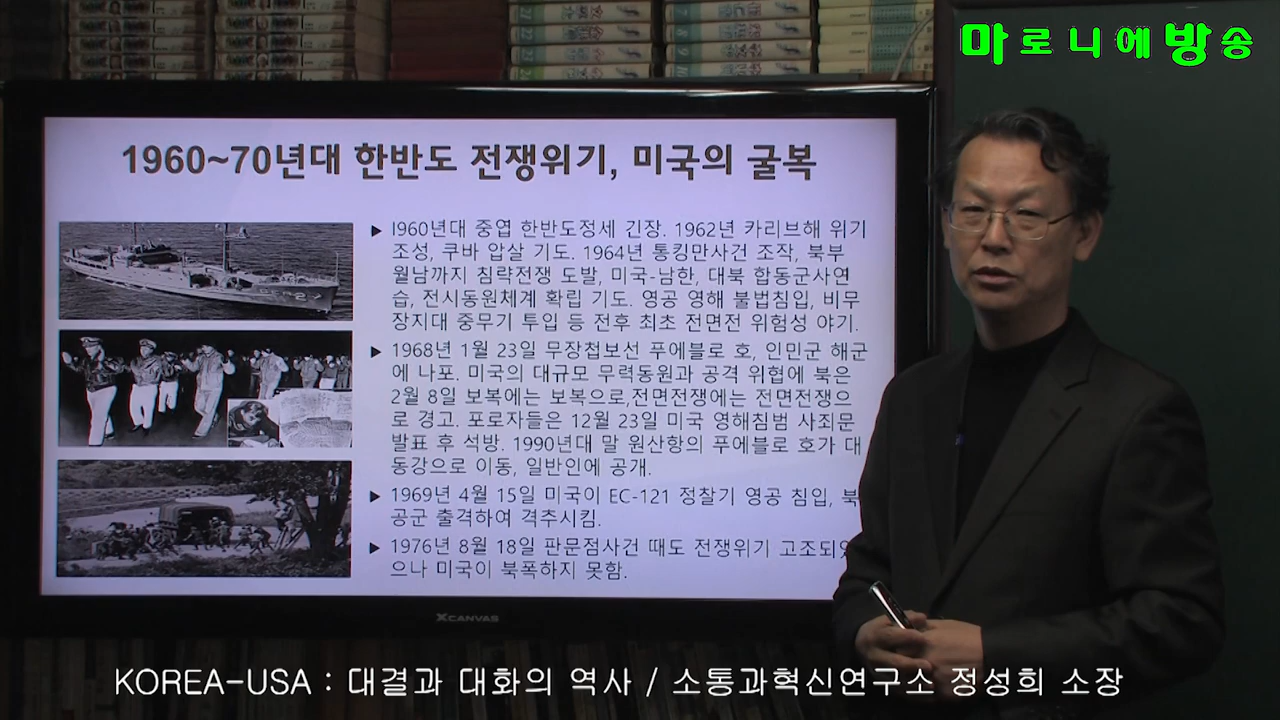 마로니에방송
1960~70년대 한반도 전쟁위기, 미국의 굴복
▶ 1960년대 중엽 한반도정세 긴장. 1962년 카리브해 위기
조성, 쿠바 압살 기도. 1964년 통킹만사건 조작, 북부
월남까지 침략전쟁 도발, 미국-남한, 대북 합동군사연
습, 전시동원체계 확립 기도. 영공 영해 불법침입, 비무
장지대 중무기 투입 등 전후 최초 전면전 위험성 야기.
▶ 1968년 1월 23일 무장첩보선 푸에블로 호, 인민군 해군
에 나포. 미국의 대규모 무력동원과 공격 위협에 북은
2월 8일 보복에는 보복으로,전면전쟁에는 전면전쟁으
로 경고. 포로자들은 12월 23일 미국 영해침범 사죄문
발표 후 석방. 1990년대 말 원산항의 푸에블로 호가 대
동강으로 이동, 일반인에 공개.
▶ 1969년 4월 15일 미국이 EC-121 정찰기 영공 침입, 북
공군 출격하여 격추시킴.
▶ 1976년 8월 18일 판문점사건 때도 전쟁위기 고조되었
으나 미국이 북폭하지 못함.
XCANVAS
KOREA-USA : 대결과 대화의 역사 / 소통과혁신연구소 정성희 소장